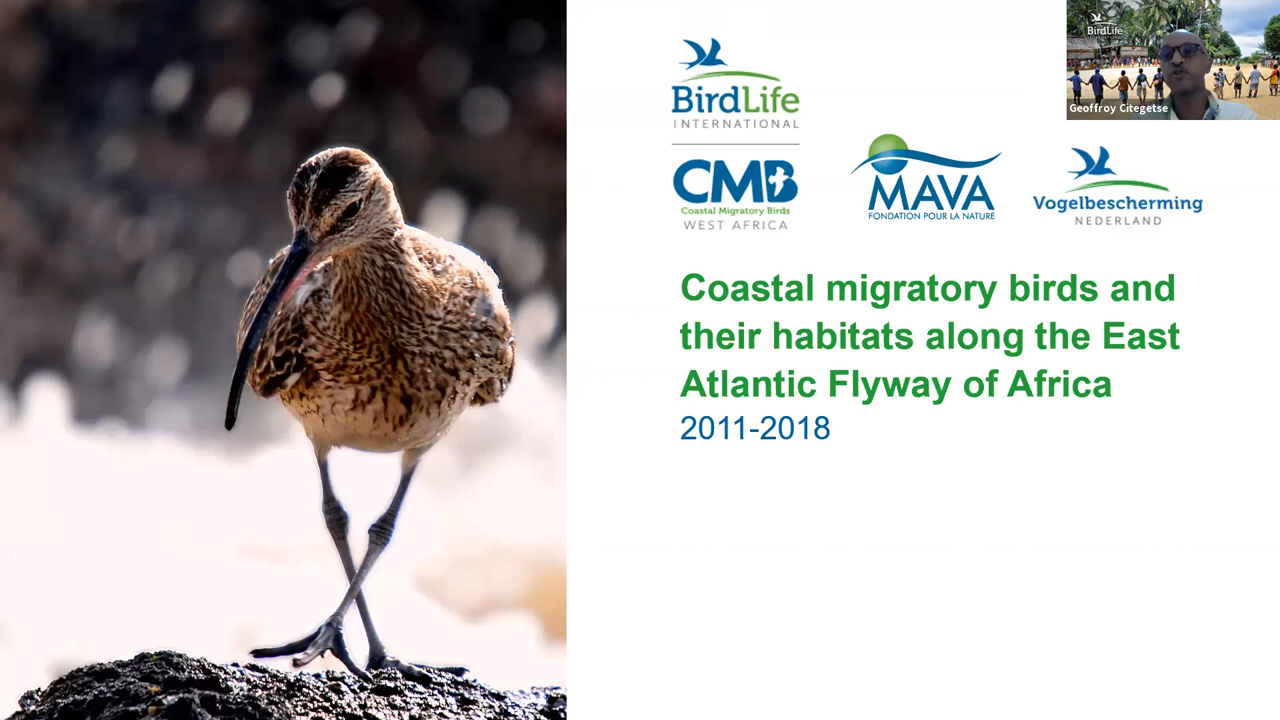 BirdLife
INTERNATIONAL
CMB
Coastal Migratory Birds
WEST AFRICA
MAVA
FONDATION POUR LA NATURE
Vogelbescherming
NEDERLAND
BirdLife
INTERNATIONAL
Geoffroy Citegetse
Coastal migratory birds and
their habitats along the East
Atlantic Flyway of Africa
2011-2018